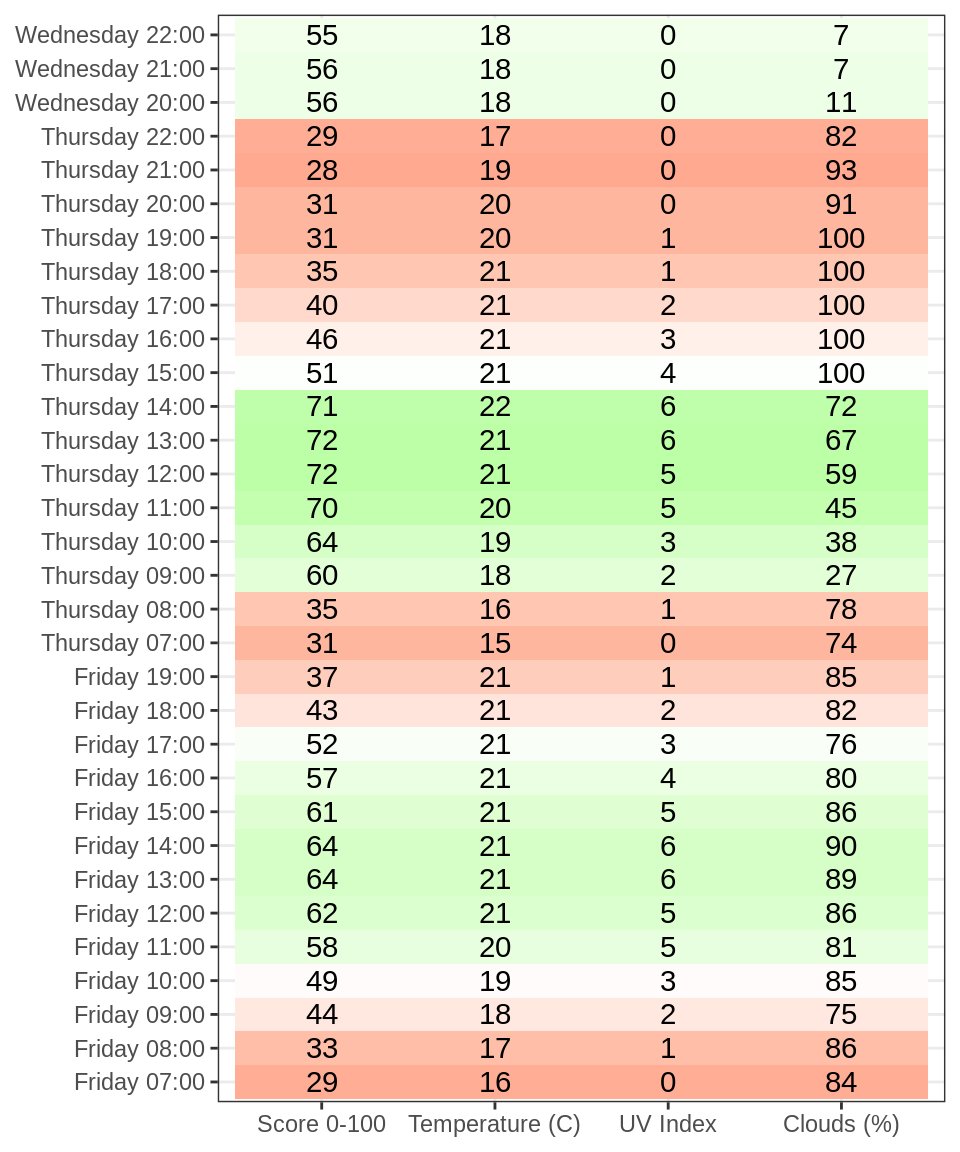 Wednesday 22:00 55 18 0 7
Wednesday 21:00 56 18 0 7
Wednesday 20:00 56 18 0 11
Thursday 22:00 29 17 0 82
Thursday 21:00 28 19 0 93
Thursday 20:00 31 20 0 91
Thursday 19:00 31 20 1 100
Thursday 18:00 35 21 1 100
Thursday 17:00 40 21 2 100
Thursday 16:00 46 21 3 100
Thursday 15:00 51 21 4 100
Thursday 14:00 71 22 6 72
Thursday 13:00 72 21 6 67
Thursday 12:00 72 21 5 59
Thursday 11:00 70 20 5 45
Thursday 10:00 64 19 3 38
Thursday 09:00 60 18 2 27
Thursday 08:00 35 16 1 78
Thursday 07:00 31 15 0 74
Friday 19:00 37 21 1 85
Friday 18:00 43 21 2 82
Friday 17:00 52 21 3 76
Friday 16:00 57 21 4 80
Friday 15:00 61 21 5 86
Friday 14:00 64 21 6 90
Friday 13:00 64 21 6 89
Friday 12:00 62 21 5 86
Friday 11:00 58 20 5 81
Friday 10:00 49 19 3 85
Friday 09:00 44 18 2 75
Friday 08:00 33 17 1 86
Friday 07:00 29 16 0 84
Score 0-100 Temperature (C) UV Index Clouds (%)